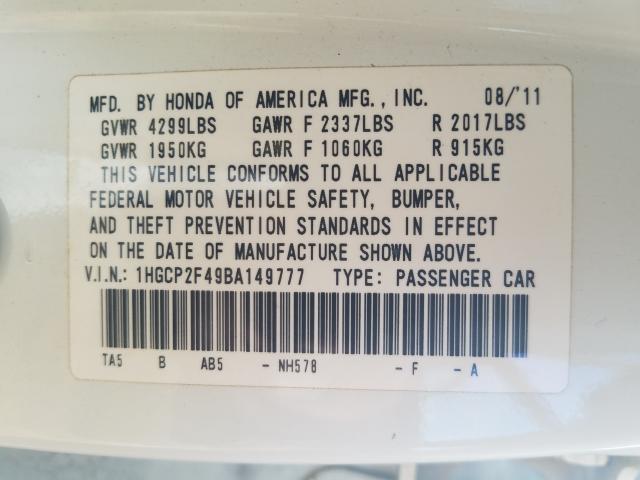 MFD. BY HONDA OF AMERICA MFG., INC. 08/'11
GVWR 4299LBS GAWR F 2337LBS R 2017LBS
GVWR 1950KG GAWR F 1060KG R 915KG
THIS VEHICLE CONFORMS TO ALL APPLICABLE
FEDERAL MOTOR VEHICLE SAFETY, BUMPER,
AND THEFT PREVENTION STANDARDS IN EFFECT
ON THE DATE OF MANUFACTURE SHOWN ABOVE.
V.I.N.: 1HGCP2F49BA149777 TYPE: PASSENGER CAR
TA5 B AB5 - NH578 - F - A